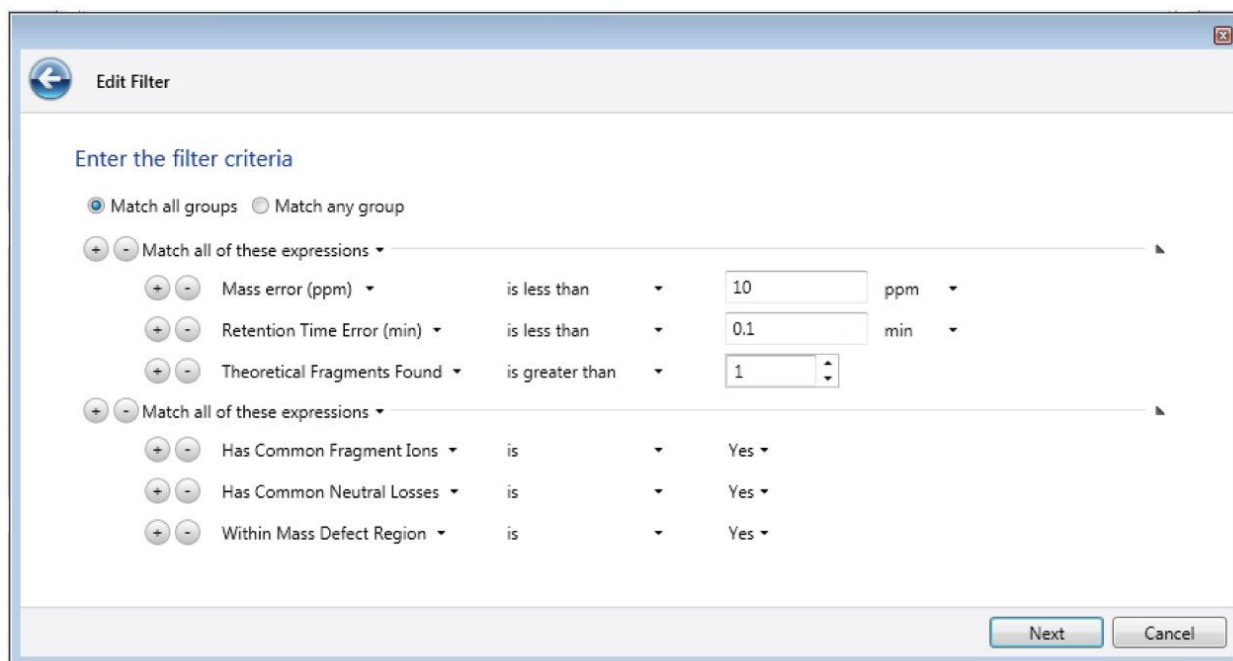 Edit Filter
Enter the filter criteria
Match all groups Match any group
+ - Match all of these expressions
+ - Mass error (ppm) is less than 10 ppm
+ - Retention Time Error (min) is less than 0.1 min
+ - Theoretical Fragments Found is greater than 1
+ - Match all of these expressions
+ - Has Common Fragment Ions is Yes
+ - Has Common Neutral Losses is Yes
+ - Within Mass Defect Region is Yes
Next Cancel